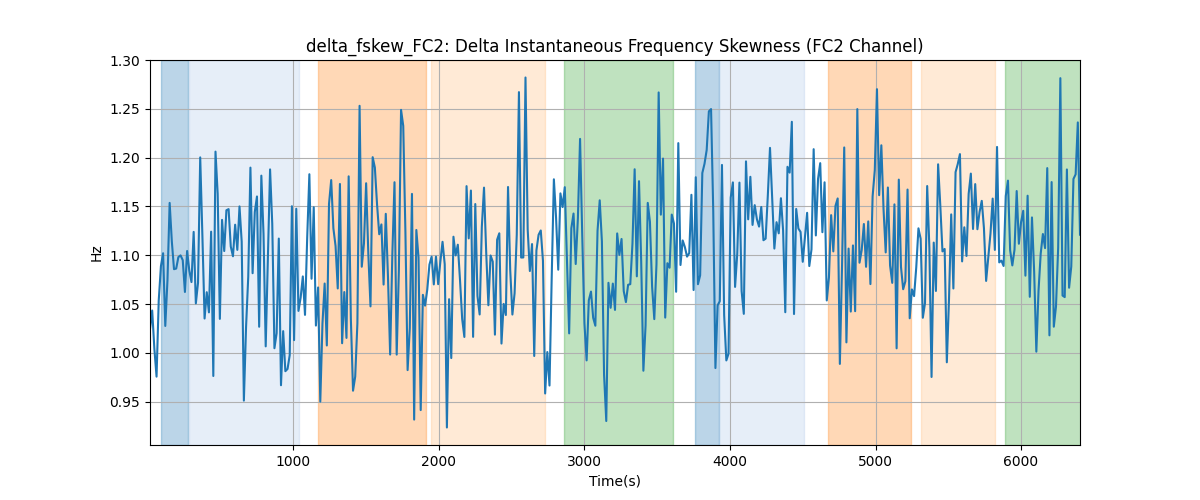 delta_fskew_FC2: Delta Instantaneous Frequency Skewness (FC2 Channel)
1.30
1.25
1.20
1.15
1.10
1.05
1.00
0.95
Hz
1000 2000 3000 4000 5000 6000
Time(s)